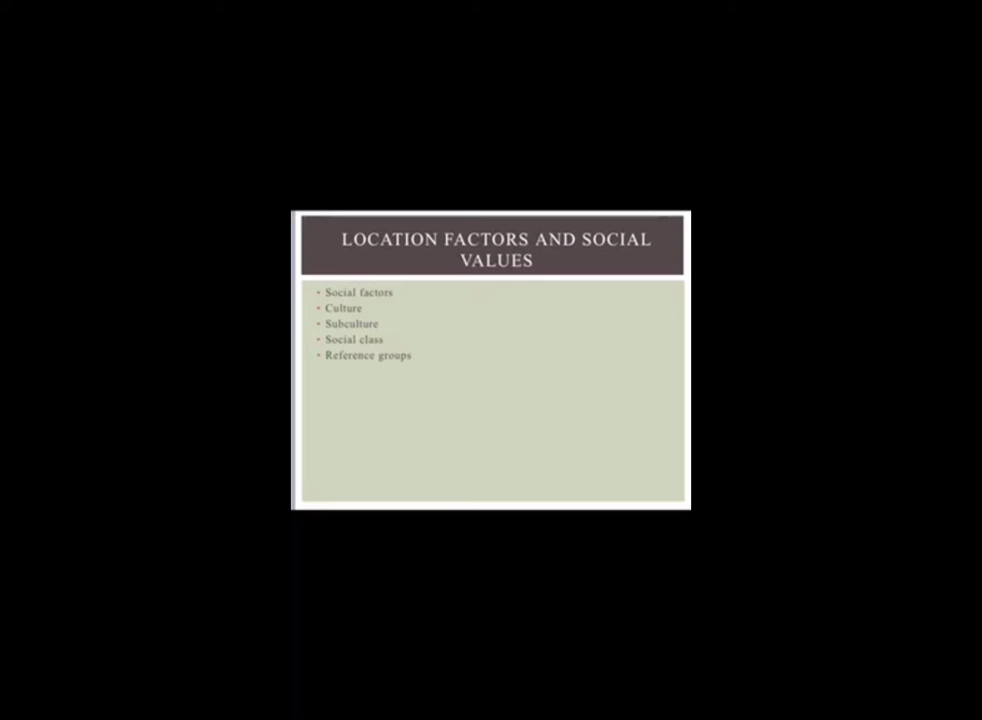 LOCATION FACTORS AND SOCIAL
VALUES
• Social factors
• Culture
• Subculture
• Social class
• Reference groups